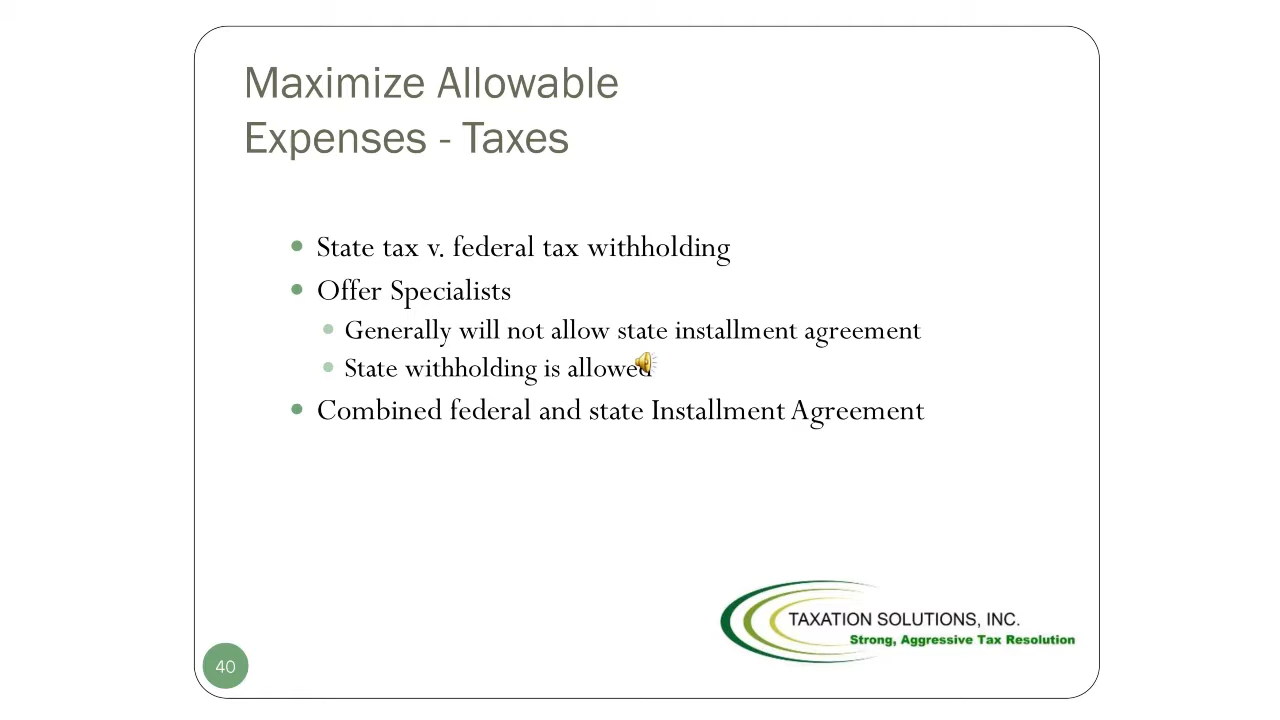 Maximize Allowable
Expenses - Taxes
State tax v. federal tax withholding
Offer Specialists
Generally will not allow state installment agreement
State withholding is allowed
Combined federal and state Installment Agreement
TAXATION SOLUTIONS, INC.
Strong, Aggressive Tax Resolution
40